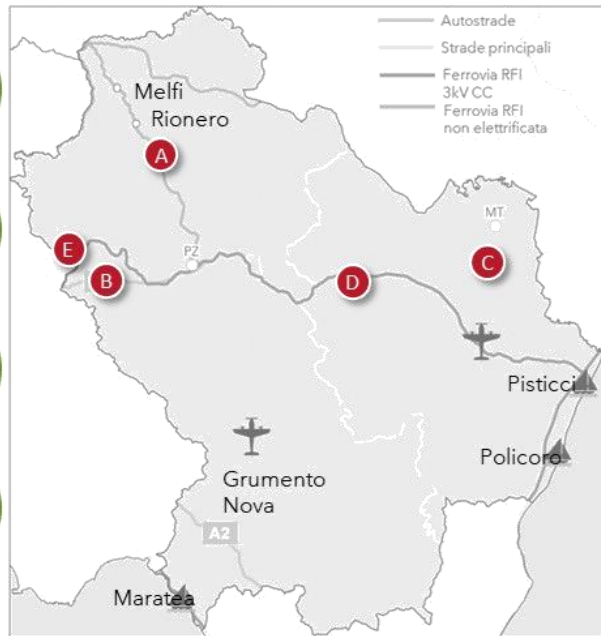 Autostrade
Strade principali
Ferrovia RFI
3kV CC
Ferrovia RFI
non elettrificata
Melfi
Rionero
A
MT
E
PZ
B
C
D
Pisticci
Policoro
Grumento
Nova
A2
Maratea